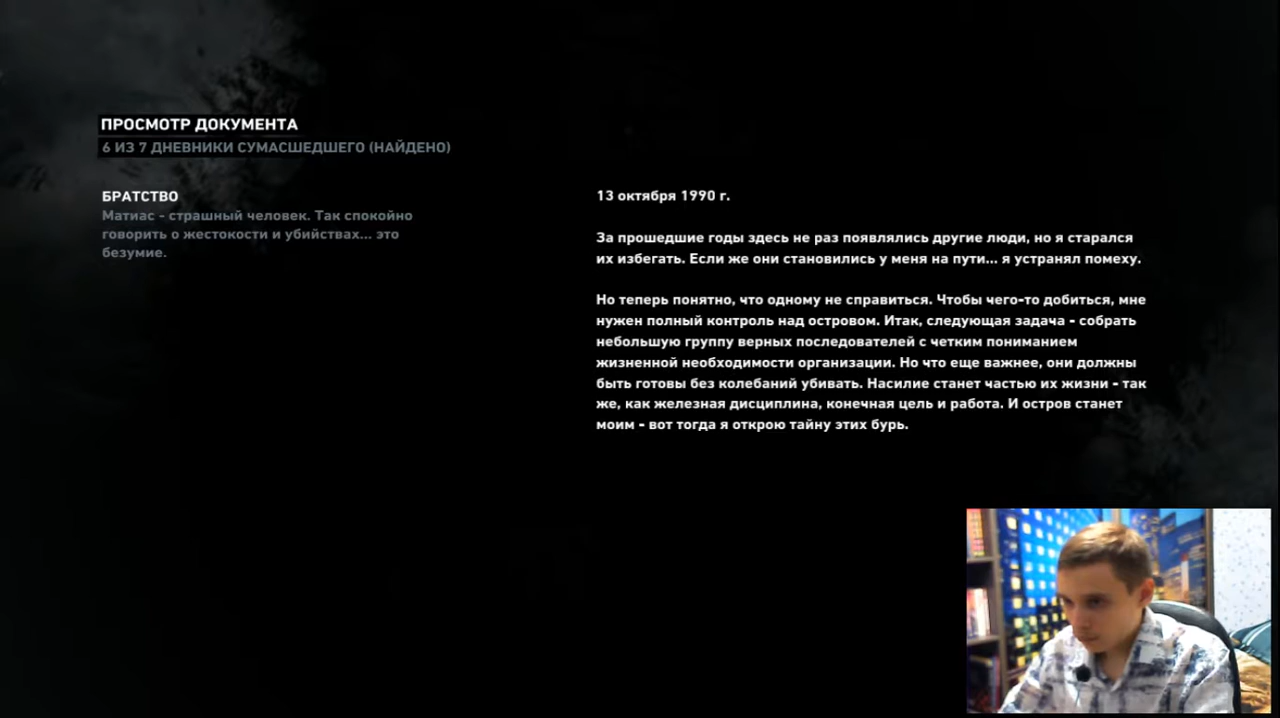 ПРОСМОТР ДОКУМЕНТА
6 ИЗ 7 ДНЕВНИКИ СУМАСШЕДШЕГО (НАЙДЕНО)
БРАТСТВО
Матиас - страшный человек. Так спокойно
говорить о жестокости и убийствах... это
безумие.
13 октября 1990 г.
За прошедшие годы здесь не раз появлялись другие люди, но я старался
их избегать. Если же они становились у меня на пути... я устранял помеху.
Но теперь понятно, что одному не справиться. Чтобы чего-то добиться, мне
нужен полный контроль над островом. Итак, следующая задача - собрать
небольшую группу верных последователей с четким пониманием
жизненной необходимости организации. Но что еще важнее, они должны
быть готовы без колебаний убивать. Насилие станет частью их жизни - так
же, как железная дисциплина, конечная цель и работа. И остров станет
моим - вот тогда я открою тайну этих бурь.